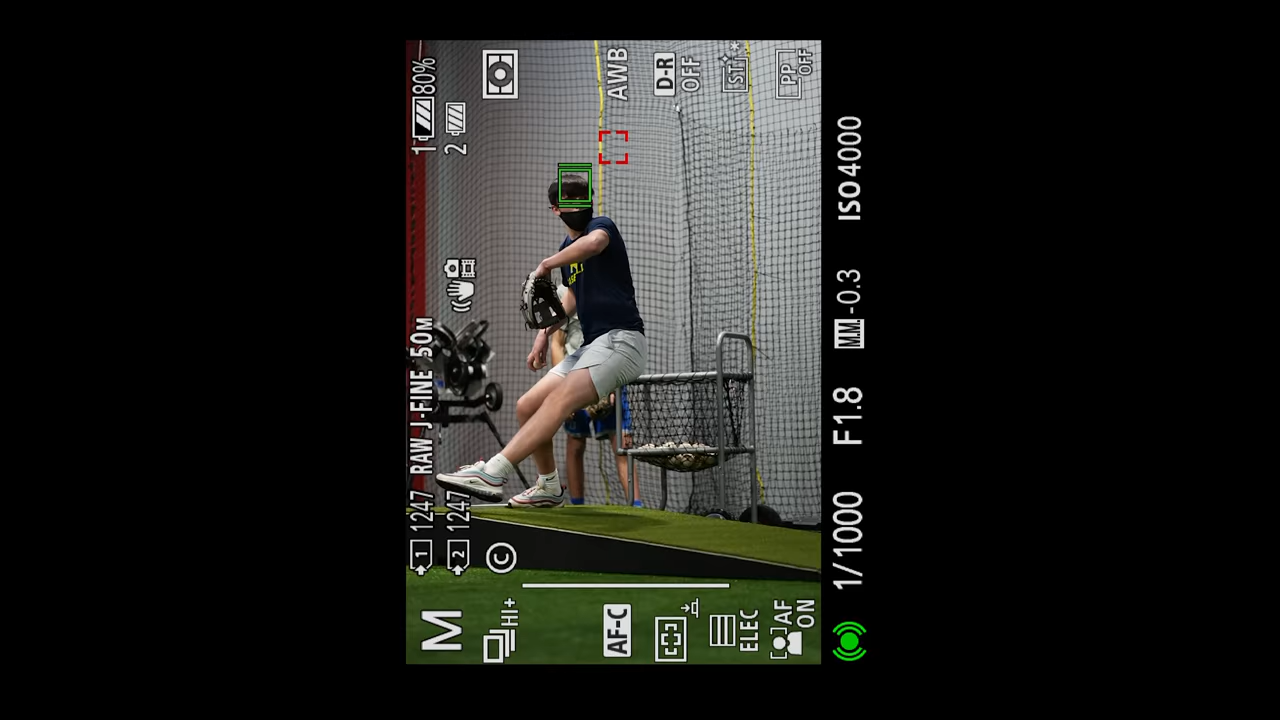 M 1 1247 RAW J-FINE 50M 1 80%
2 1247 2
HI+ C
AF-C AWB
D-R OFF
ELEC ST*
AF ON PP OFF
1/1000 F1.8 M.M. -0.3 ISO4000